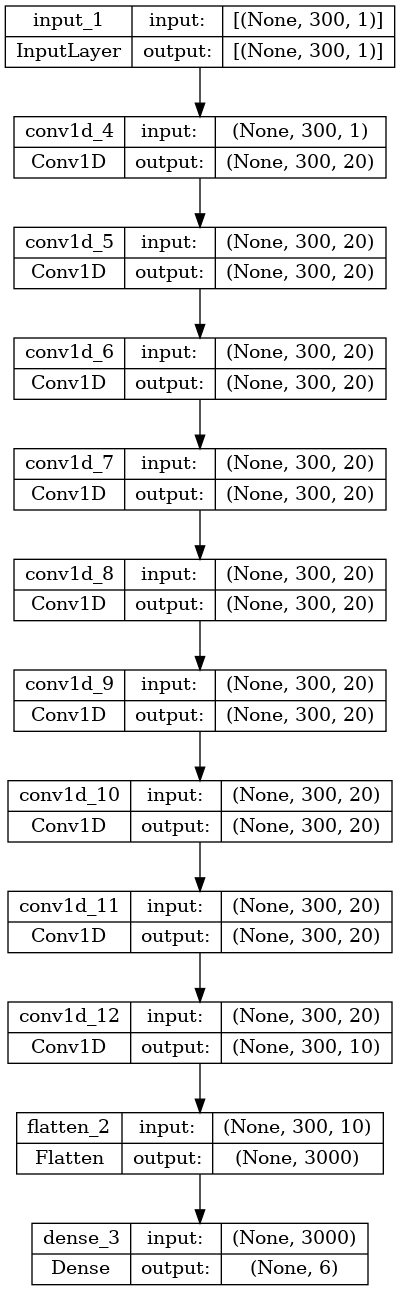 input_1 input: [(None, 300, 1)]
InputLayer output: [(None, 300, 1)]
conv1d_4 input: (None, 300, 1)
Conv1D output: (None, 300, 20)
conv1d_5 input: (None, 300, 20)
Conv1D output: (None, 300, 20)
conv1d_6 input: (None, 300, 20)
Conv1D output: (None, 300, 20)
conv1d_7 input: (None, 300, 20)
Conv1D output: (None, 300, 20)
conv1d_8 input: (None, 300, 20)
Conv1D output: (None, 300, 20)
conv1d_9 input: (None, 300, 20)
Conv1D output: (None, 300, 20)
conv1d_10 input: (None, 300, 20)
Conv1D output: (None, 300, 20)
conv1d_11 input: (None, 300, 20)
Conv1D output: (None, 300, 20)
conv1d_12 input: (None, 300, 20)
Conv1D output: (None, 300, 10)
flatten_2 input: (None, 300, 10)
Flatten output: (None, 3000)
dense_3 input: (None, 3000)
Dense output: (None, 6)